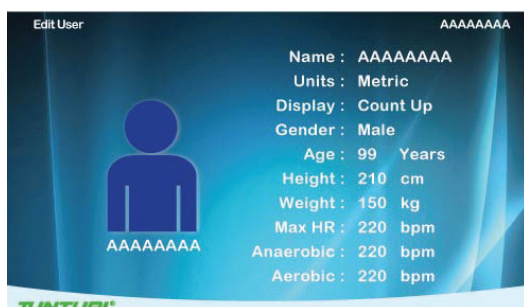 Edit User
AAAAAAAA
Name : AAAAAAAA
Units : Metric
Display : Count Up
Gender : Male
Age : 99 Years
Height : 210 cm
Weight : 150 kg
Max HR : 220 bpm
Anaerobic : 220 bpm
Aerobic : 220 bpm
AAAAAAAA